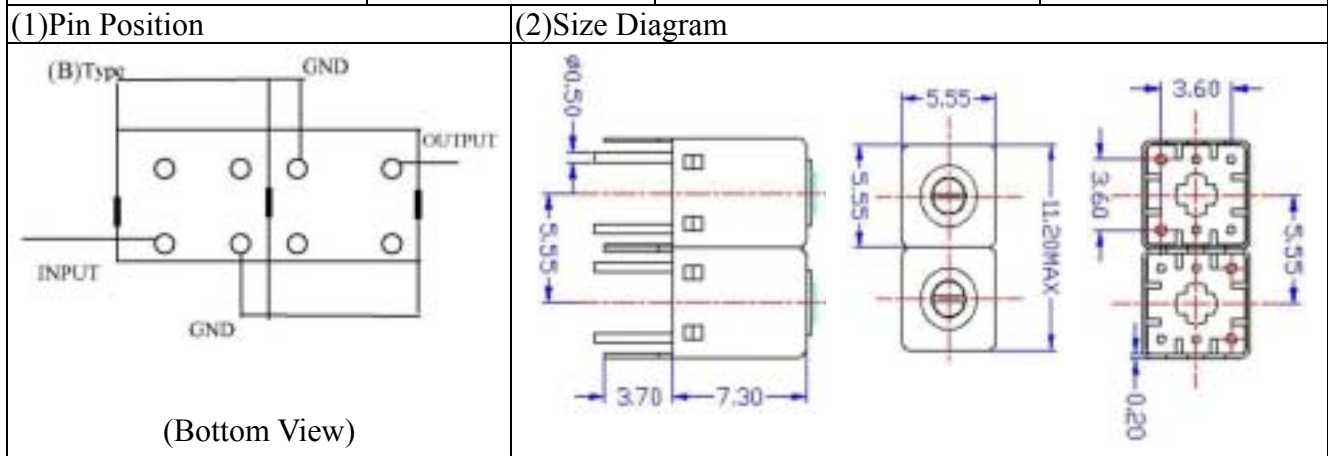 (1)Pin Position
(2)Size Diagram
(B)Type
GND
OUTPUT
INPUT
GND
(Bottom View)
ø0.50
5.55
3.70
7.30
5.55
5.55
11.20MAX
3.60
3.60
5.55
0.20